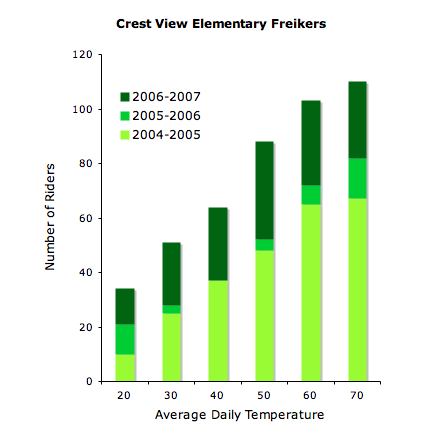 Crest View Elementary Freikers
120
100
80
60
40
20
0
Number of Riders
2006-2007
2005-2006
2004-2005
20 30 40 50 60 70
Average Daily Temperature